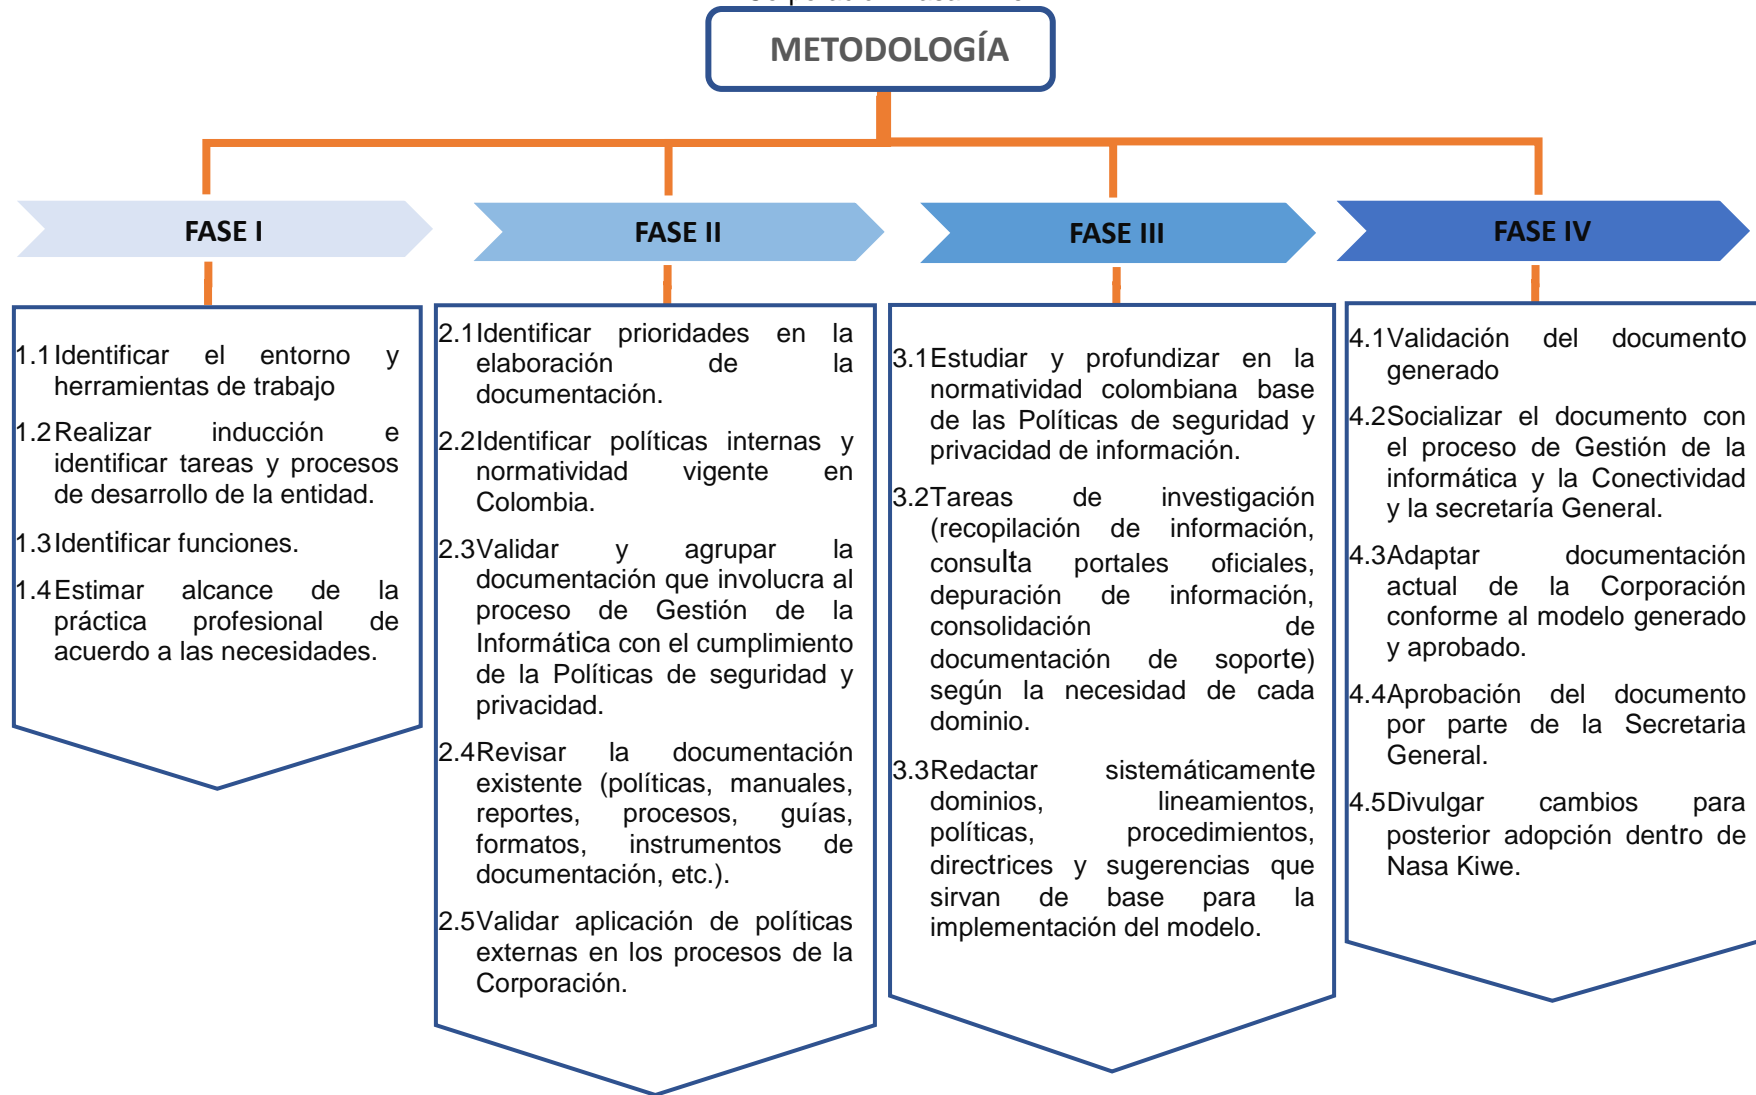 METODOLOGÍA
FASE I
1.1 Identificar el entorno y
herramientas de trabajo
1.2 Realizar inducción e
identificar tareas y procesos
de desarrollo de la entidad.
1.3 Identificar funciones.
1.4 Estimar alcance de la
práctica profesional de
acuerdo a las necesidades.
FASE II
2.1 Identificar prioridades en la
elaboración de la
documentación.
2.2 Identificar políticas internas y
normatividad vigente en
Colombia.
2.3 Validar y agrupar la
documentación que involucra al
proceso de Gestión de la
Informática con el cumplimiento
de la Políticas de seguridad y
privacidad.
2.4 Revisar la documentación
existente (políticas, manuales,
reportes, procesos, guías,
formatos, instrumentos de
documentación, etc.).
2.5 Validar aplicación de políticas
externas en los procesos de la
Corporación.
FASE III
3.1 Estudiar y profundizar en la
normatividad colombiana base
de las Políticas de seguridad y
privacidad de información.
3.2 Tareas de investigación
(recopilación de información,
consulta portales oficiales,
depuración de información,
consolidación de
documentación de soporte)
según la necesidad de cada
dominio.
3.3 Redactar sistemáticamente
dominios, lineamientos,
políticas, procedimientos,
directrices y sugerencias que
sirvan de base para la
implementación del modelo.
FASE IV
4.1 Validación del documento
generado
4.2 Socializar el documento con
el proceso de Gestión de la
informática y la Conectividad
y la secretaría General.
4.3 Adaptar documentación
actual de la Corporación
conforme al modelo generado
y aprobado.
4.4 Aprobación del documento
por parte de la Secretaria
General.
4.5 Divulgar cambios para
posterior adopción dentro de
Nasa Kiwe.